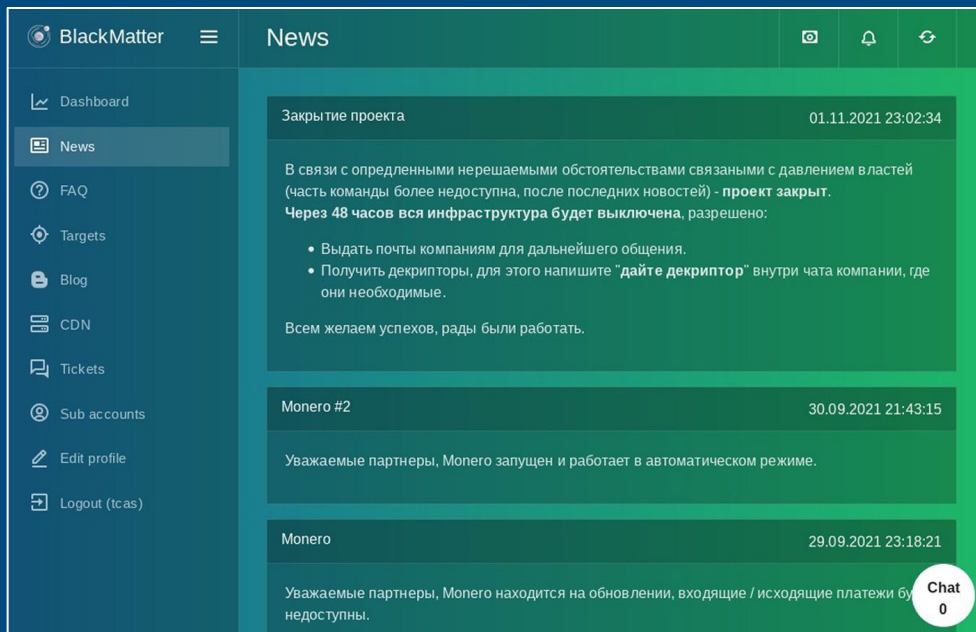 BlackMatter
News
Dashboard
News
FAQ
Targets
Blog
CDN
Tickets
Sub accounts
Edit profile
Logout (tcas)
Закрытие проекта 01.11.2021 23:02:34
В связи с опредленными нерешаемыми обстоятельствами связаными с давлением властей
(часть команды более недоступна, после последних новостей) - проект закрыт.
Через 48 часов вся инфраструктура будет выключена, разрешено:
• Выдать почты компаниям для дальнейшего общения.
• Получить декрипторы, для этого напишите "дайте декриптор" внутри чата компании, где
они необходимые.
Всем желаем успехов, рады были работать.
Monero #2 30.09.2021 21:43:15
Уважаемые партнеры, Monero запущен и работает в автоматическом режиме.
Monero 29.09.2021 23:18:21
Уважаемые партнеры, Monero находится на обновлении, входящие / исходящие платежи
недоступны.
Chat
0